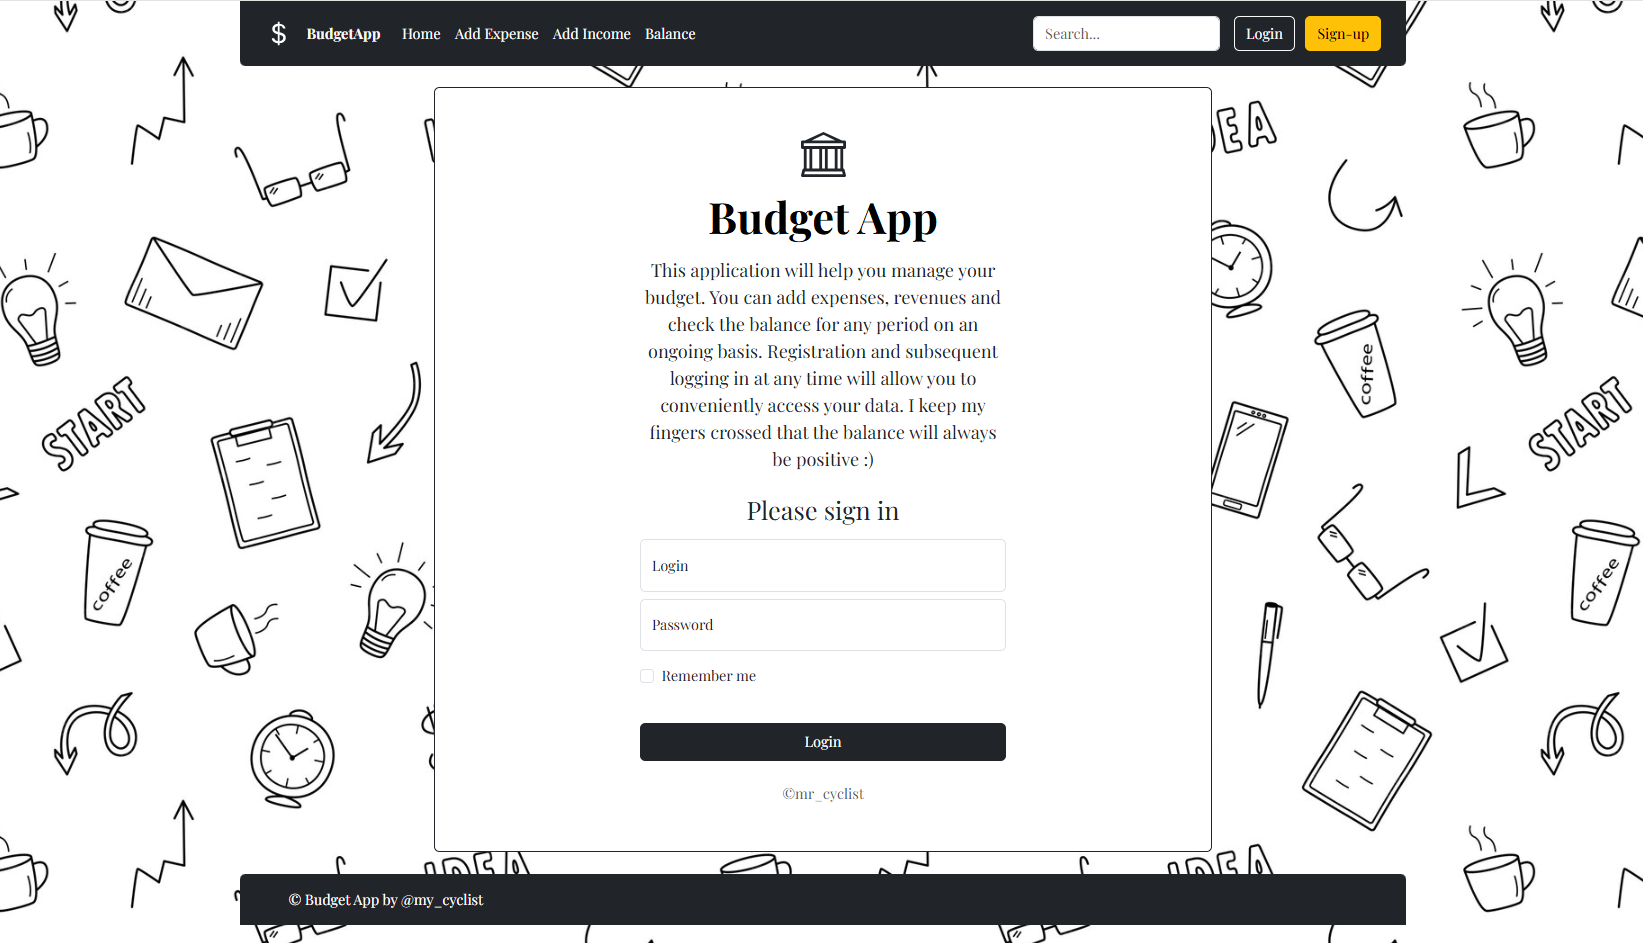 $ BudgetApp Home Add Expense Add Income Balance Search... Login Sign-up
Budget App
This application will help you manage your
budget. You can add expenses, revenues and
check the balance for any period on an
ongoing basis. Registration and subsequent
logging in at any time will allow you to
conveniently access your data. I keep my
fingers crossed that the balance will always
be positive :)
Please sign in
Login
Password
Remember me
Login
©mr_cyclist
© Budget App by @my_cyclist
START
coffee
EA
coffee
START
coffee
IDEA
IDEA